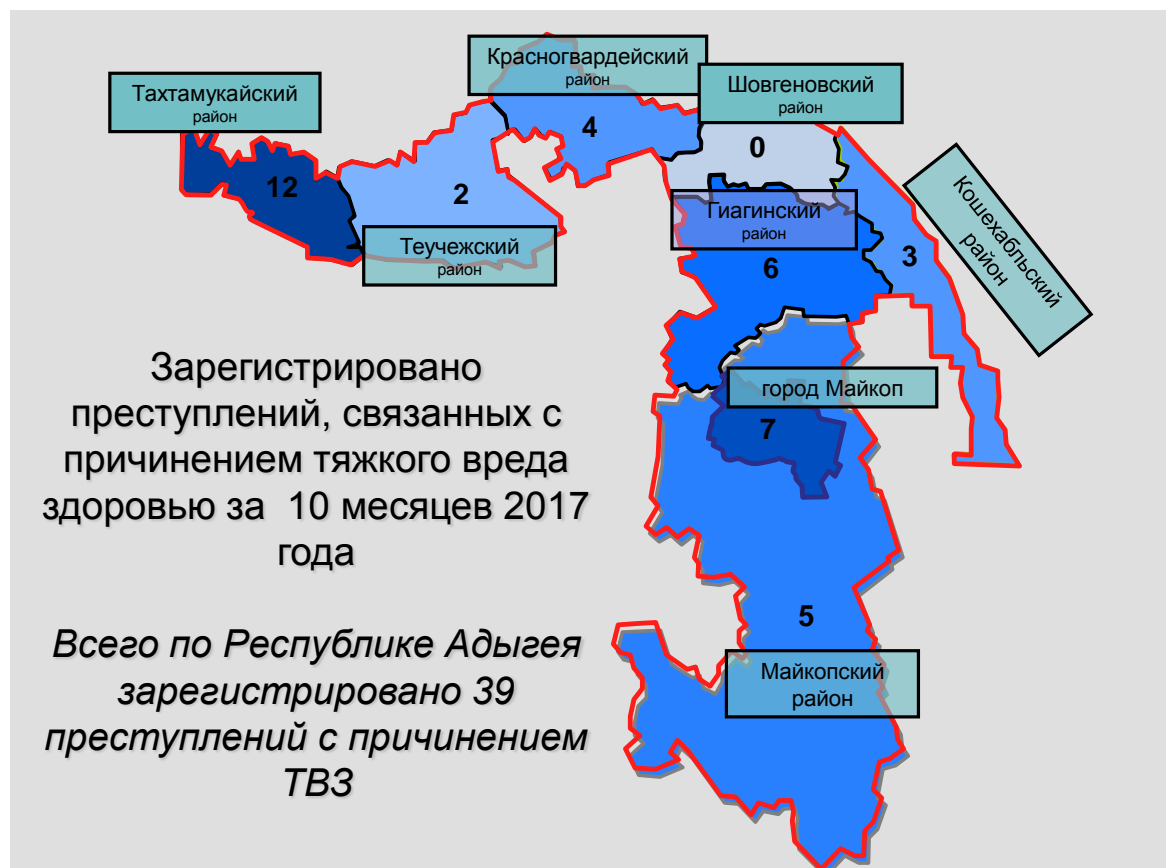 Красногвардейский
район
Тахтамукайский
район
Шовгеновский
район
4
0
12
2
Кошехабльский
район
Гиагинский
район
Теучежский
район
3
6
Зарегистрировано
преступлений, связанных с
причинением тяжкого вреда
здоровью за 10 месяцев 2017
года
город Майкоп
7
Всего по Республике Адыгея
зарегистрировано 39
преступлений с причинением
ТВЗ
5
Майкопский
район